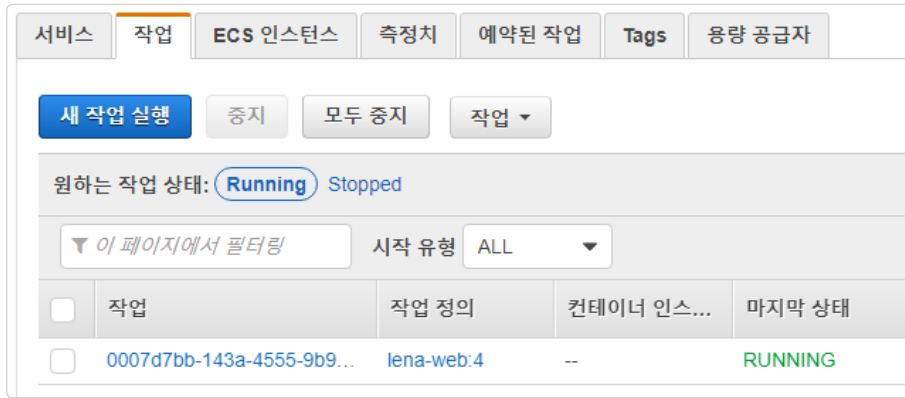 서비스 작업 ECS 인스턴스 측정치 예약된 작업 Tags 용량 공급자
새 작업 실행 중지 모두 중지 작업
원하는 작업 상태: Running Stopped
이 페이지에서 필터링 시작 유형 ALL
작업 작업 정의 컨테이너 인스... 마지막 상태
0007d7bb-143a-4555-9b9... lena-web:4 -- RUNNING